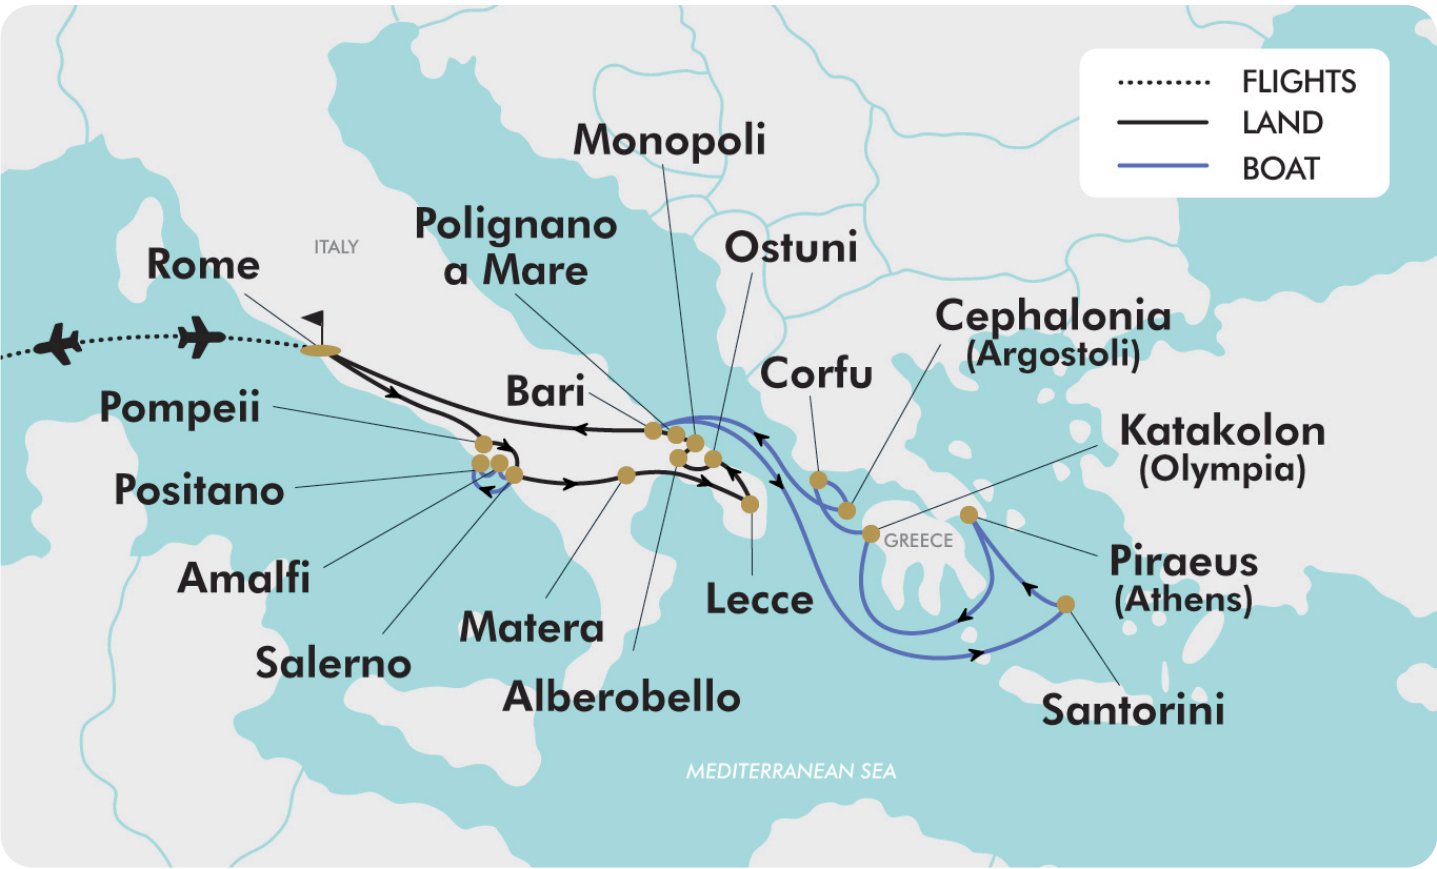 FLIGHTS
LAND
BOAT
Monopoli
Polignano
a Mare
Ostuni
ITALY
Rome
Cephalonia
(Argostoli)
Corfu
Bari
Pompeii
Katakolon
(Olympia)
Positano
GREECE
Piraeus
(Athens)
Amalfi
Lecce
Matera
Salerno
Alberobello
Santorini
MEDITERRANEAN SEA